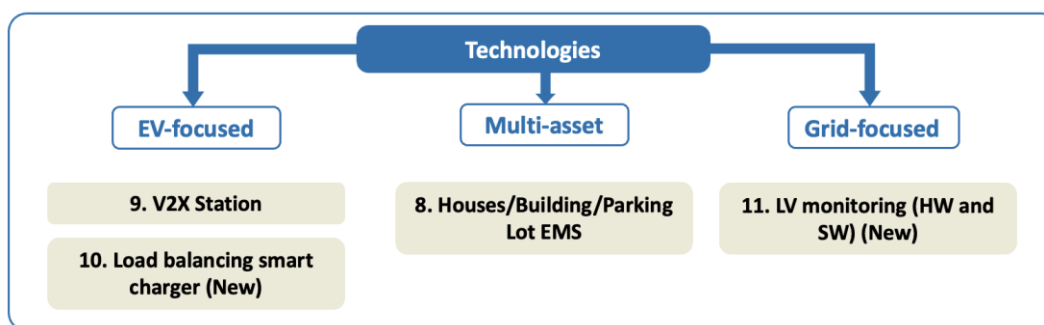 Technologies
EV-focused
Multi-asset
Grid-focused
9. V2X Station
10. Load balancing smart
charger (New)
8. Houses/Building/Parking
Lot EMS
11. LV monitoring (HW and
SW) (New)